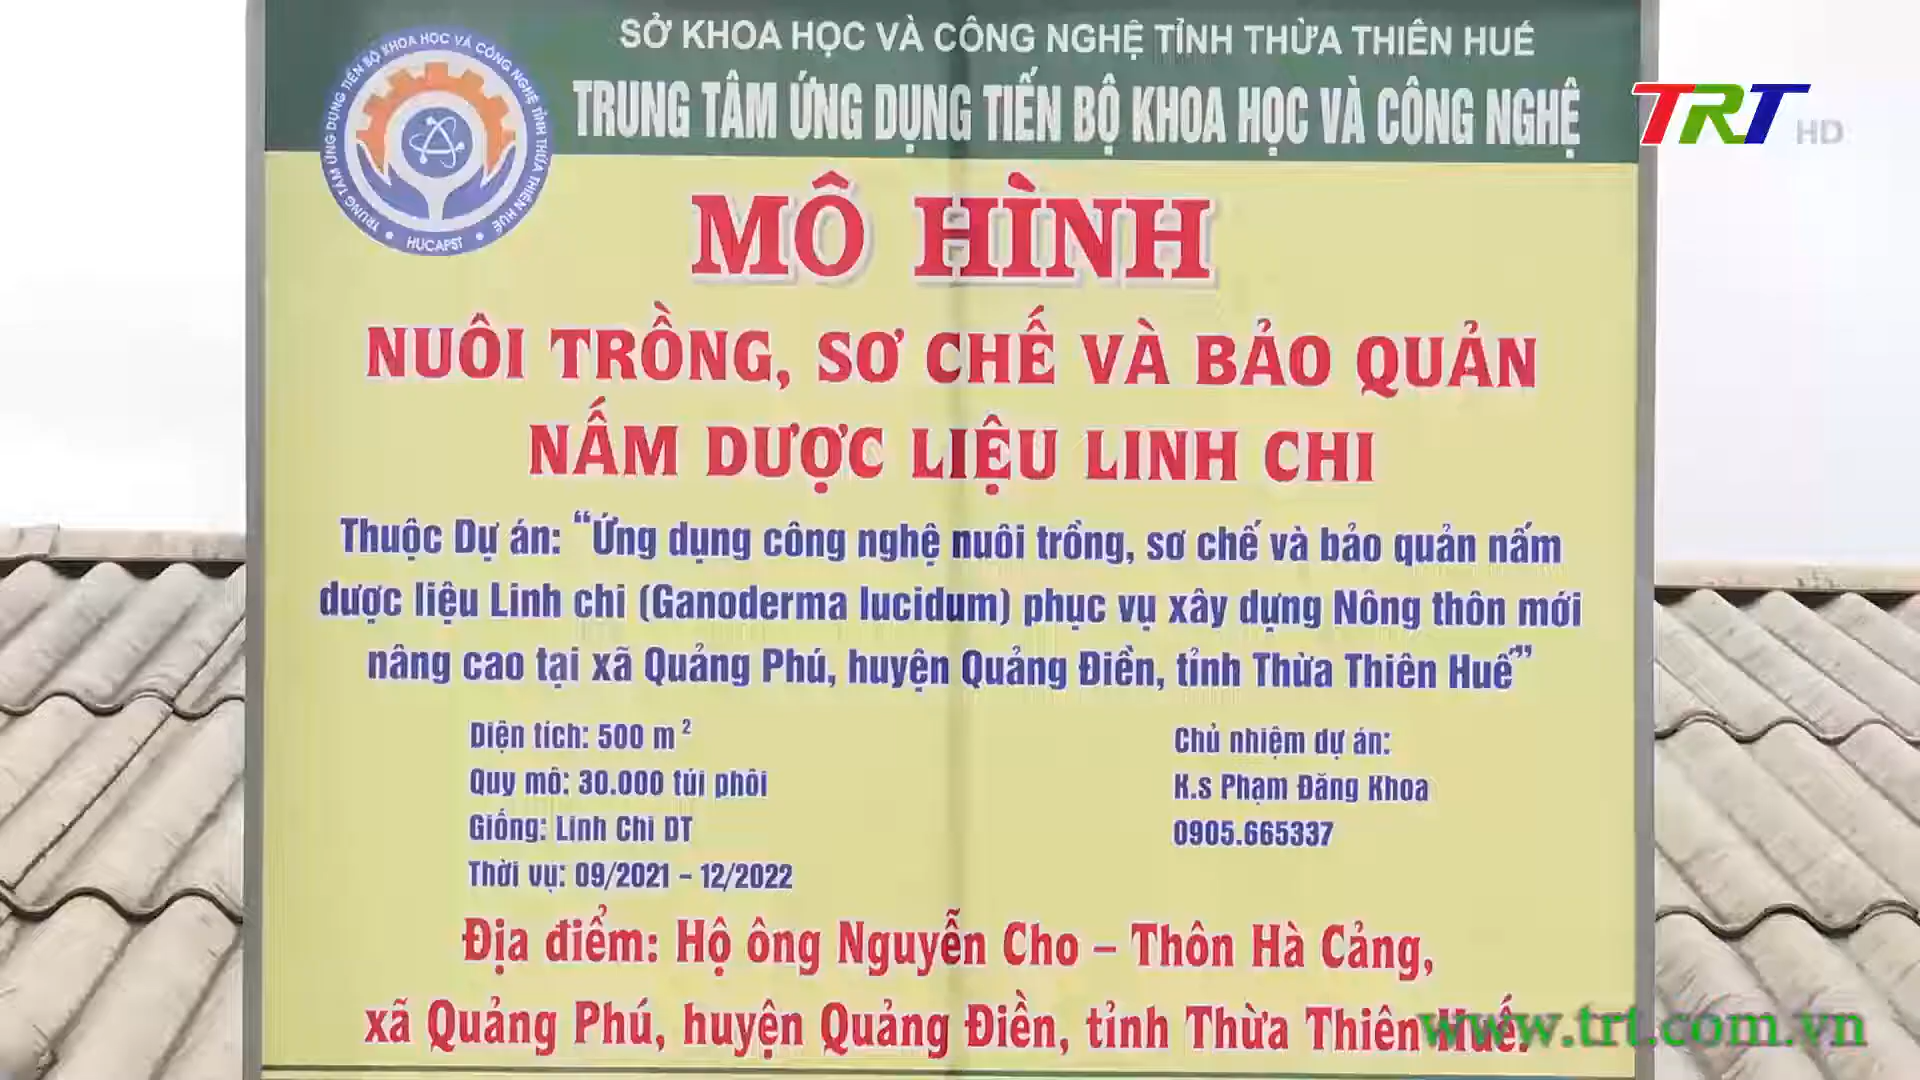 SỞ KHOA HỌC VÀ CÔNG NGHỆ TỈNH THỪA THIÊN HUẾ
TRUNG TÂM ỨNG DỤNG TIẾN BỘ KHOA HỌC VÀ CÔNG NGHỆ
TRUNG TÂM ỨNG DỤNG TIẾN BỘ KHOA HỌC VÀ CÔNG NGHỆ TỈNH THỪA THIÊN HUẾ
HUCAPST
TRT HD
MÔ HÌNH
NUÔI TRỒNG, SƠ CHẾ VÀ BẢO QUẢN
NẤM DƯỢC LIỆU LINH CHI
Thuộc Dự án: “Ứng dụng công nghệ nuôi trồng, sơ chế và bảo quản nấm
dược liệu Linh chi (Ganoderma lucidum) phục vụ xây dựng Nông thôn mới
nâng cao tại xã Quảng Phú, huyện Quảng Điền, tỉnh Thừa Thiên Huế”
Diện tích: 500 m²
Quy mô: 30.000 túi phôi
Giống: Linh Chi DT
Thời vụ: 09/2021 – 12/2022
Chủ nhiệm dự án:
K.s Phạm Đăng Khoa
0905.665337
Địa điểm: Hộ ông Nguyễn Cho – Thôn Hà Cảng,
xã Quảng Phú, huyện Quảng Điền, tỉnh Thừa Thiên Huế.
www.trt.com.vn